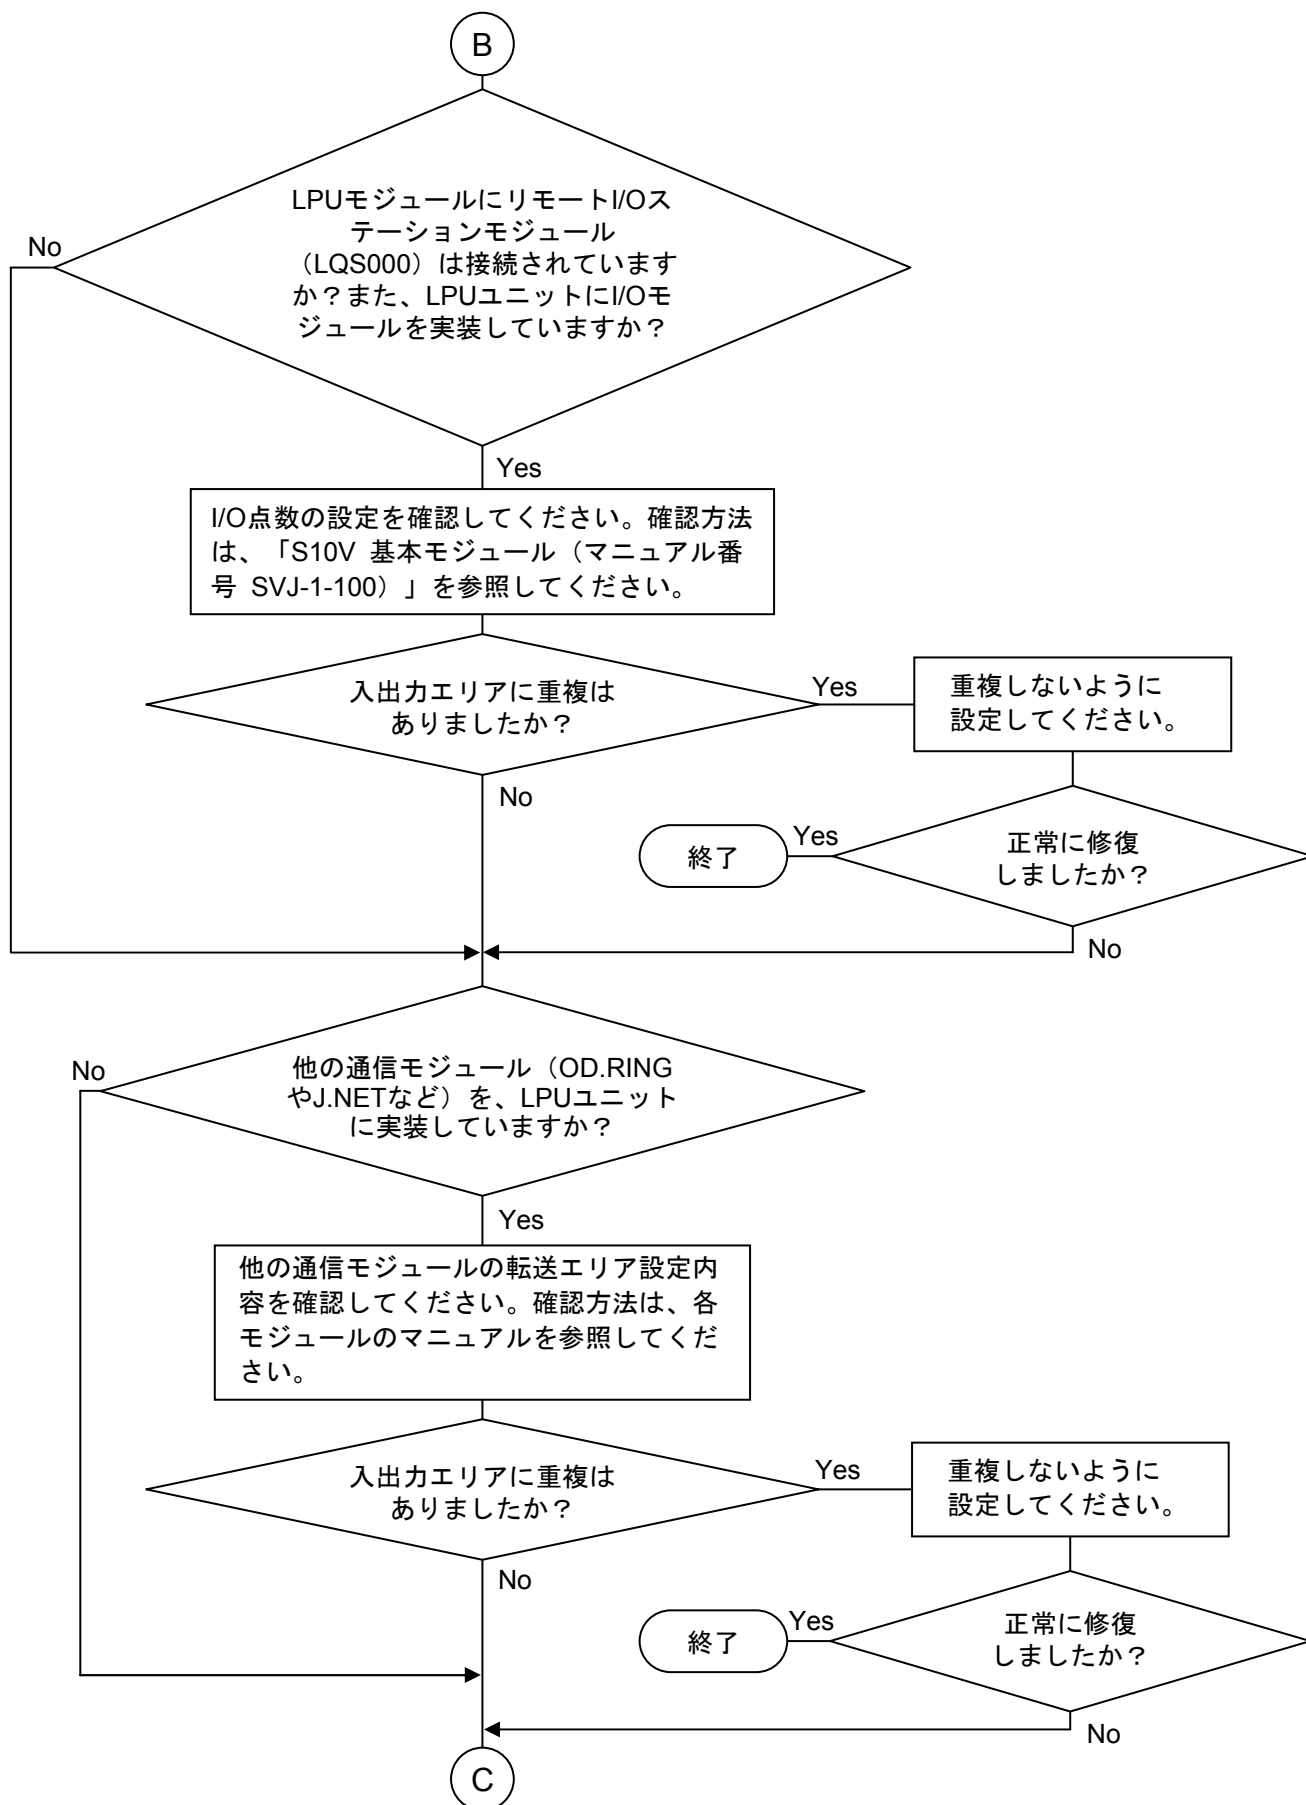 B
LPUモジュールにリモートI/Oス
テーションモジュール
（LQS000）は接続されています
か？また、LPUユニットにI/Oモ
ジュールを実装していますか？
No
Yes
I/O点数の設定を確認してください。確認方法
は、「S10V 基本モジュール（マニュアル番
号 SVJ-1-100）」を参照してください。
入出力エリアに重複は
ありましたか？
Yes
重複しないように
設定してください。
No
終了
Yes
正常に修復
しましたか？
No
他の通信モジュール（OD.RING
やJ.NETなど）を、LPUユニット
に実装していますか？
No
Yes
他の通信モジュールの転送エリア設定内
容を確認してください。確認方法は、各
モジュールのマニュアルを参照してくだ
さい。
入出力エリアに重複は
ありましたか？
Yes
重複しないように
設定してください。
No
終了
Yes
正常に修復
しましたか？
No
C